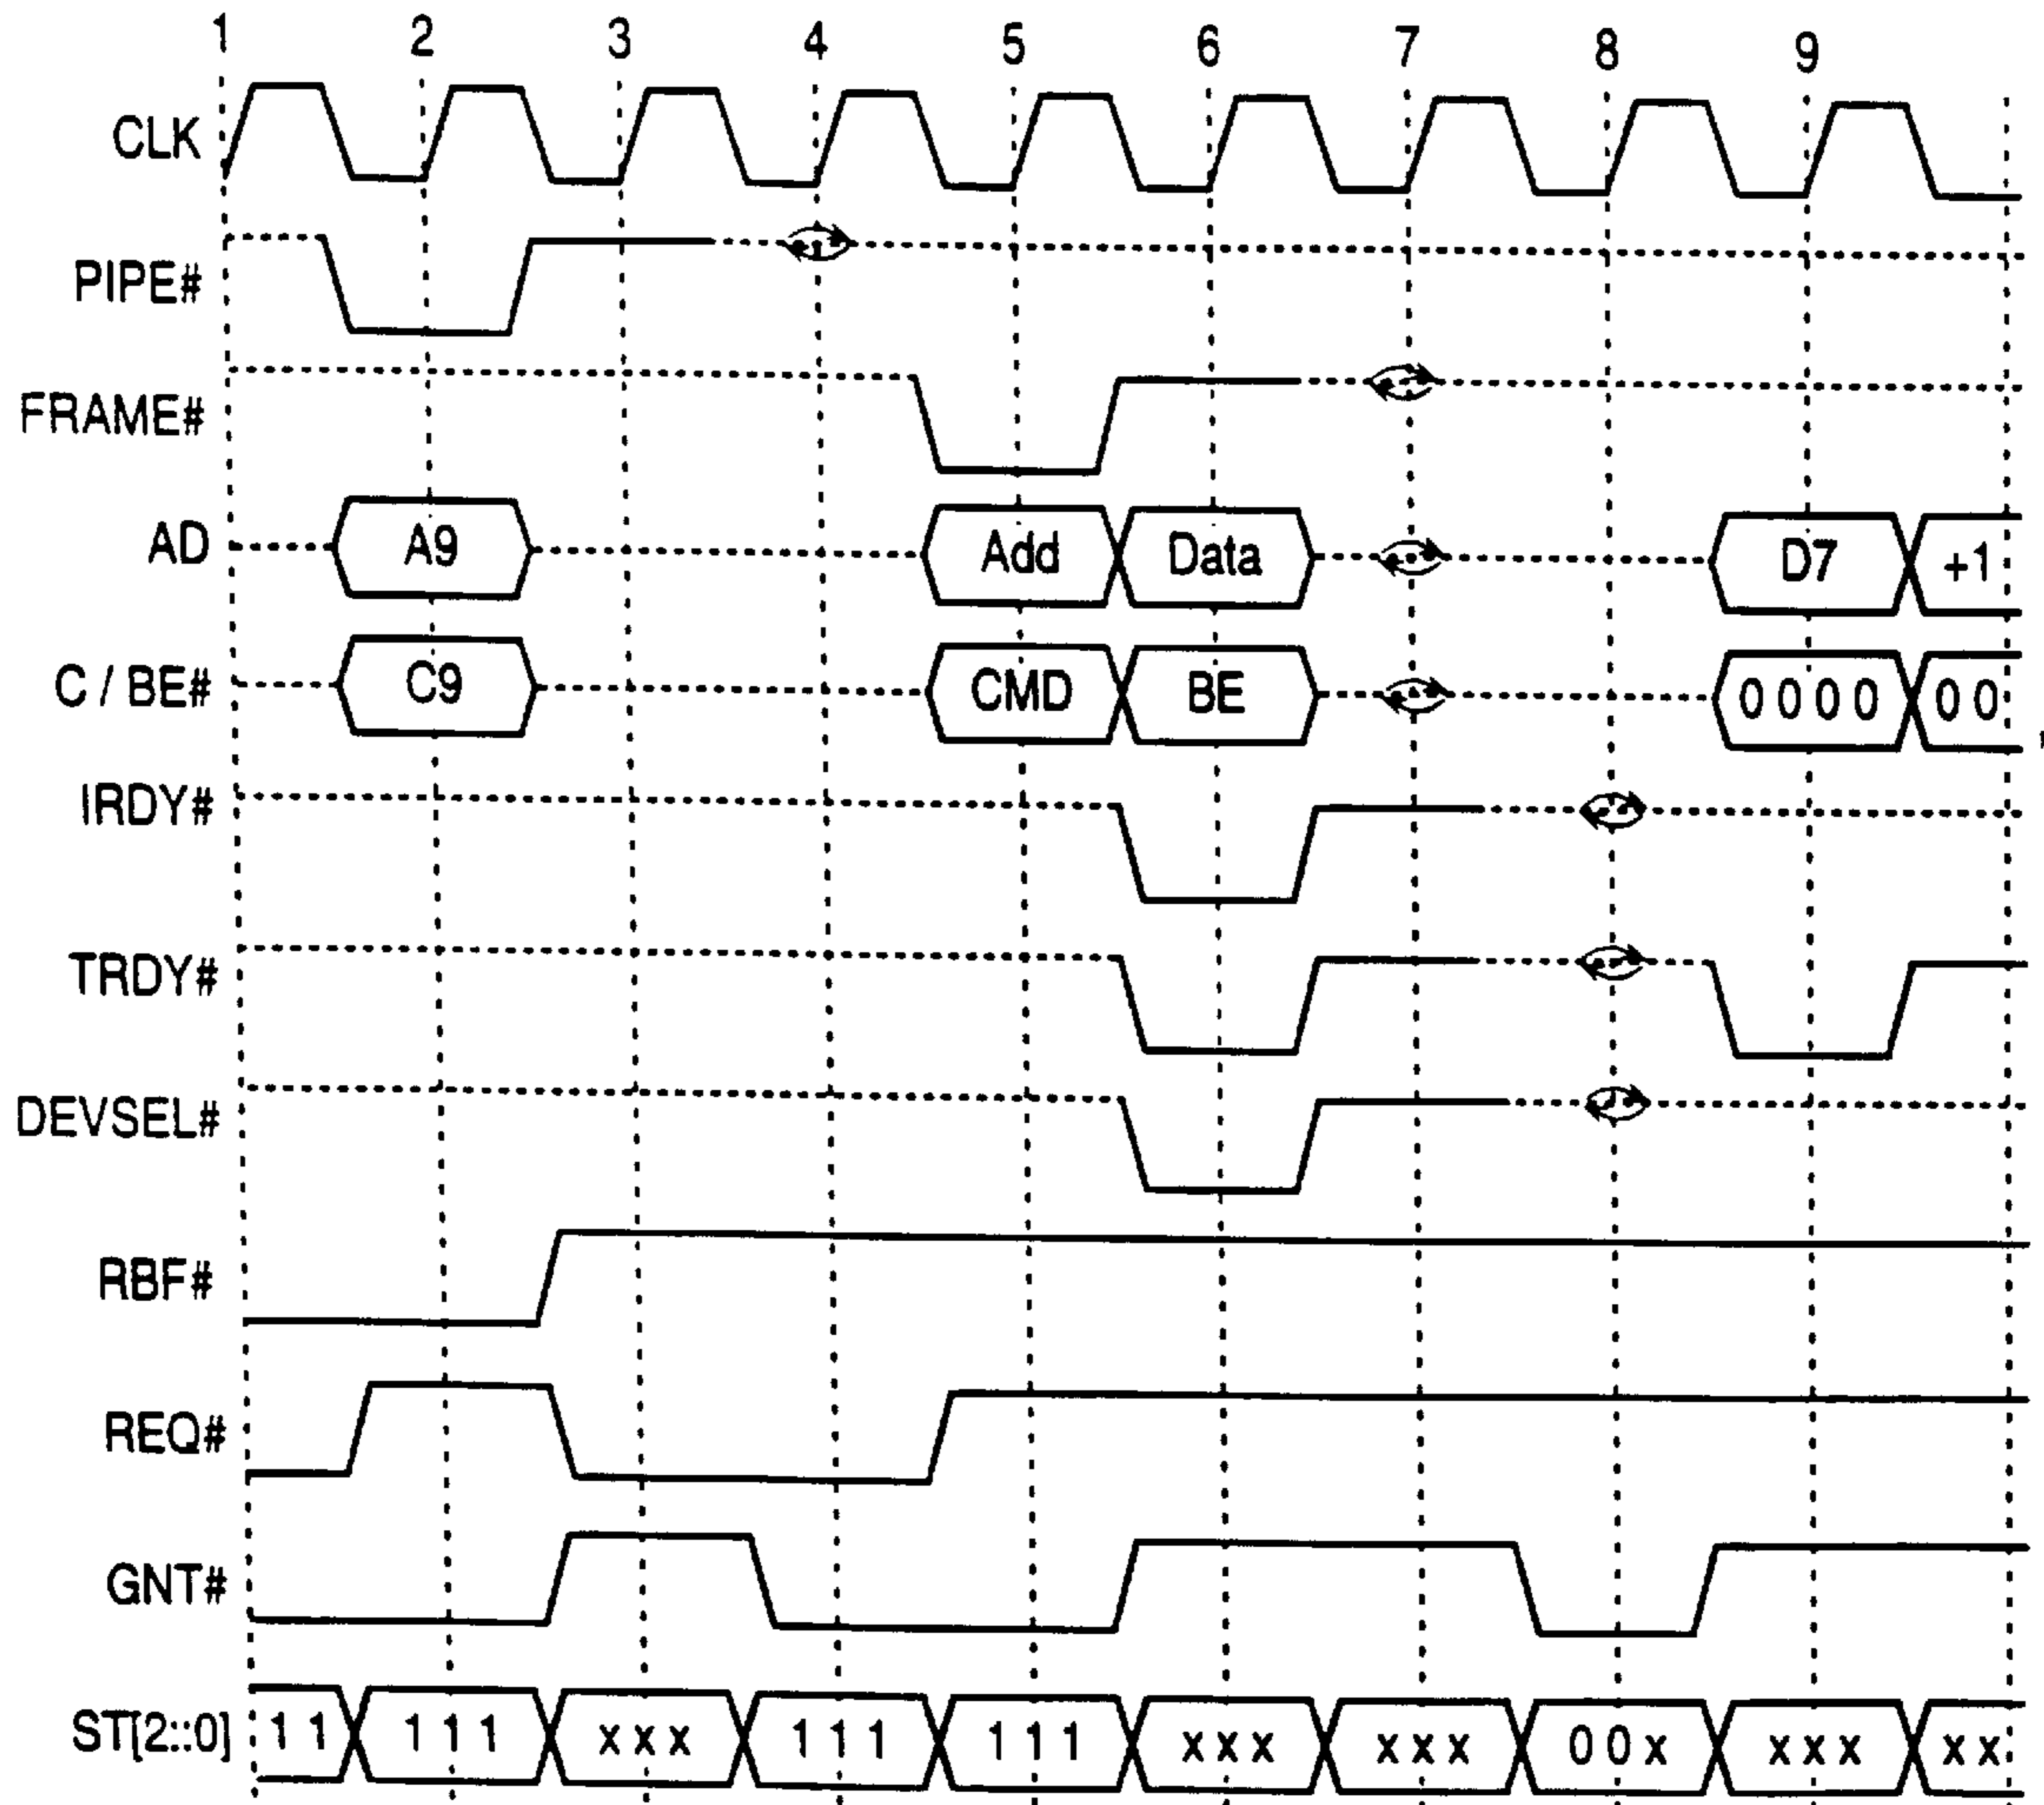 1 2 3 4 5 6 7 8 9
CLK
PIPE#
FRAME#
AD A9 Add Data D7 +1
C / BE# C9 CMD BE 0 0 0 0 0 0
IRDY#
TRDY#
DEVSEL#
RBF#
REQ#
GNT#
ST[2::0] 1 1 1 1 1 x x x 1 1 1 1 1 1 x x x x x x 0 0 x x x x x x